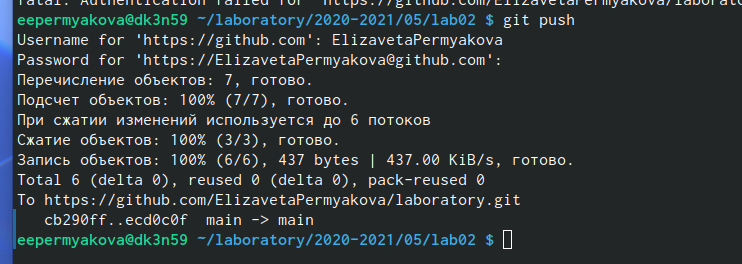 fatal: Authentication failed for 'https://github.com/ElizavetaPermyakova/laborato
eepermyakova@dk3n59 ~/laboratory/2020-2021/05/lab02 $ git push
Username for 'https://github.com': ElizavetaPermyakova
Password for 'https://ElizavetaPermyakova@github.com':
Перечисление объектов: 7, готово.
Подсчет объектов: 100% (7/7), готово.
При сжатии изменений используется до 6 потоков
Сжатие объектов: 100% (3/3), готово.
Запись объектов: 100% (6/6), 437 bytes | 437.00 KiB/s, готово.
Total 6 (delta 0), reused 0 (delta 0), pack-reused 0
To https://github.com/ElizavetaPermyakova/laboratory.git
   cb290ff..ecd0c0f  main -> main
eepermyakova@dk3n59 ~/laboratory/2020-2021/05/lab02 $